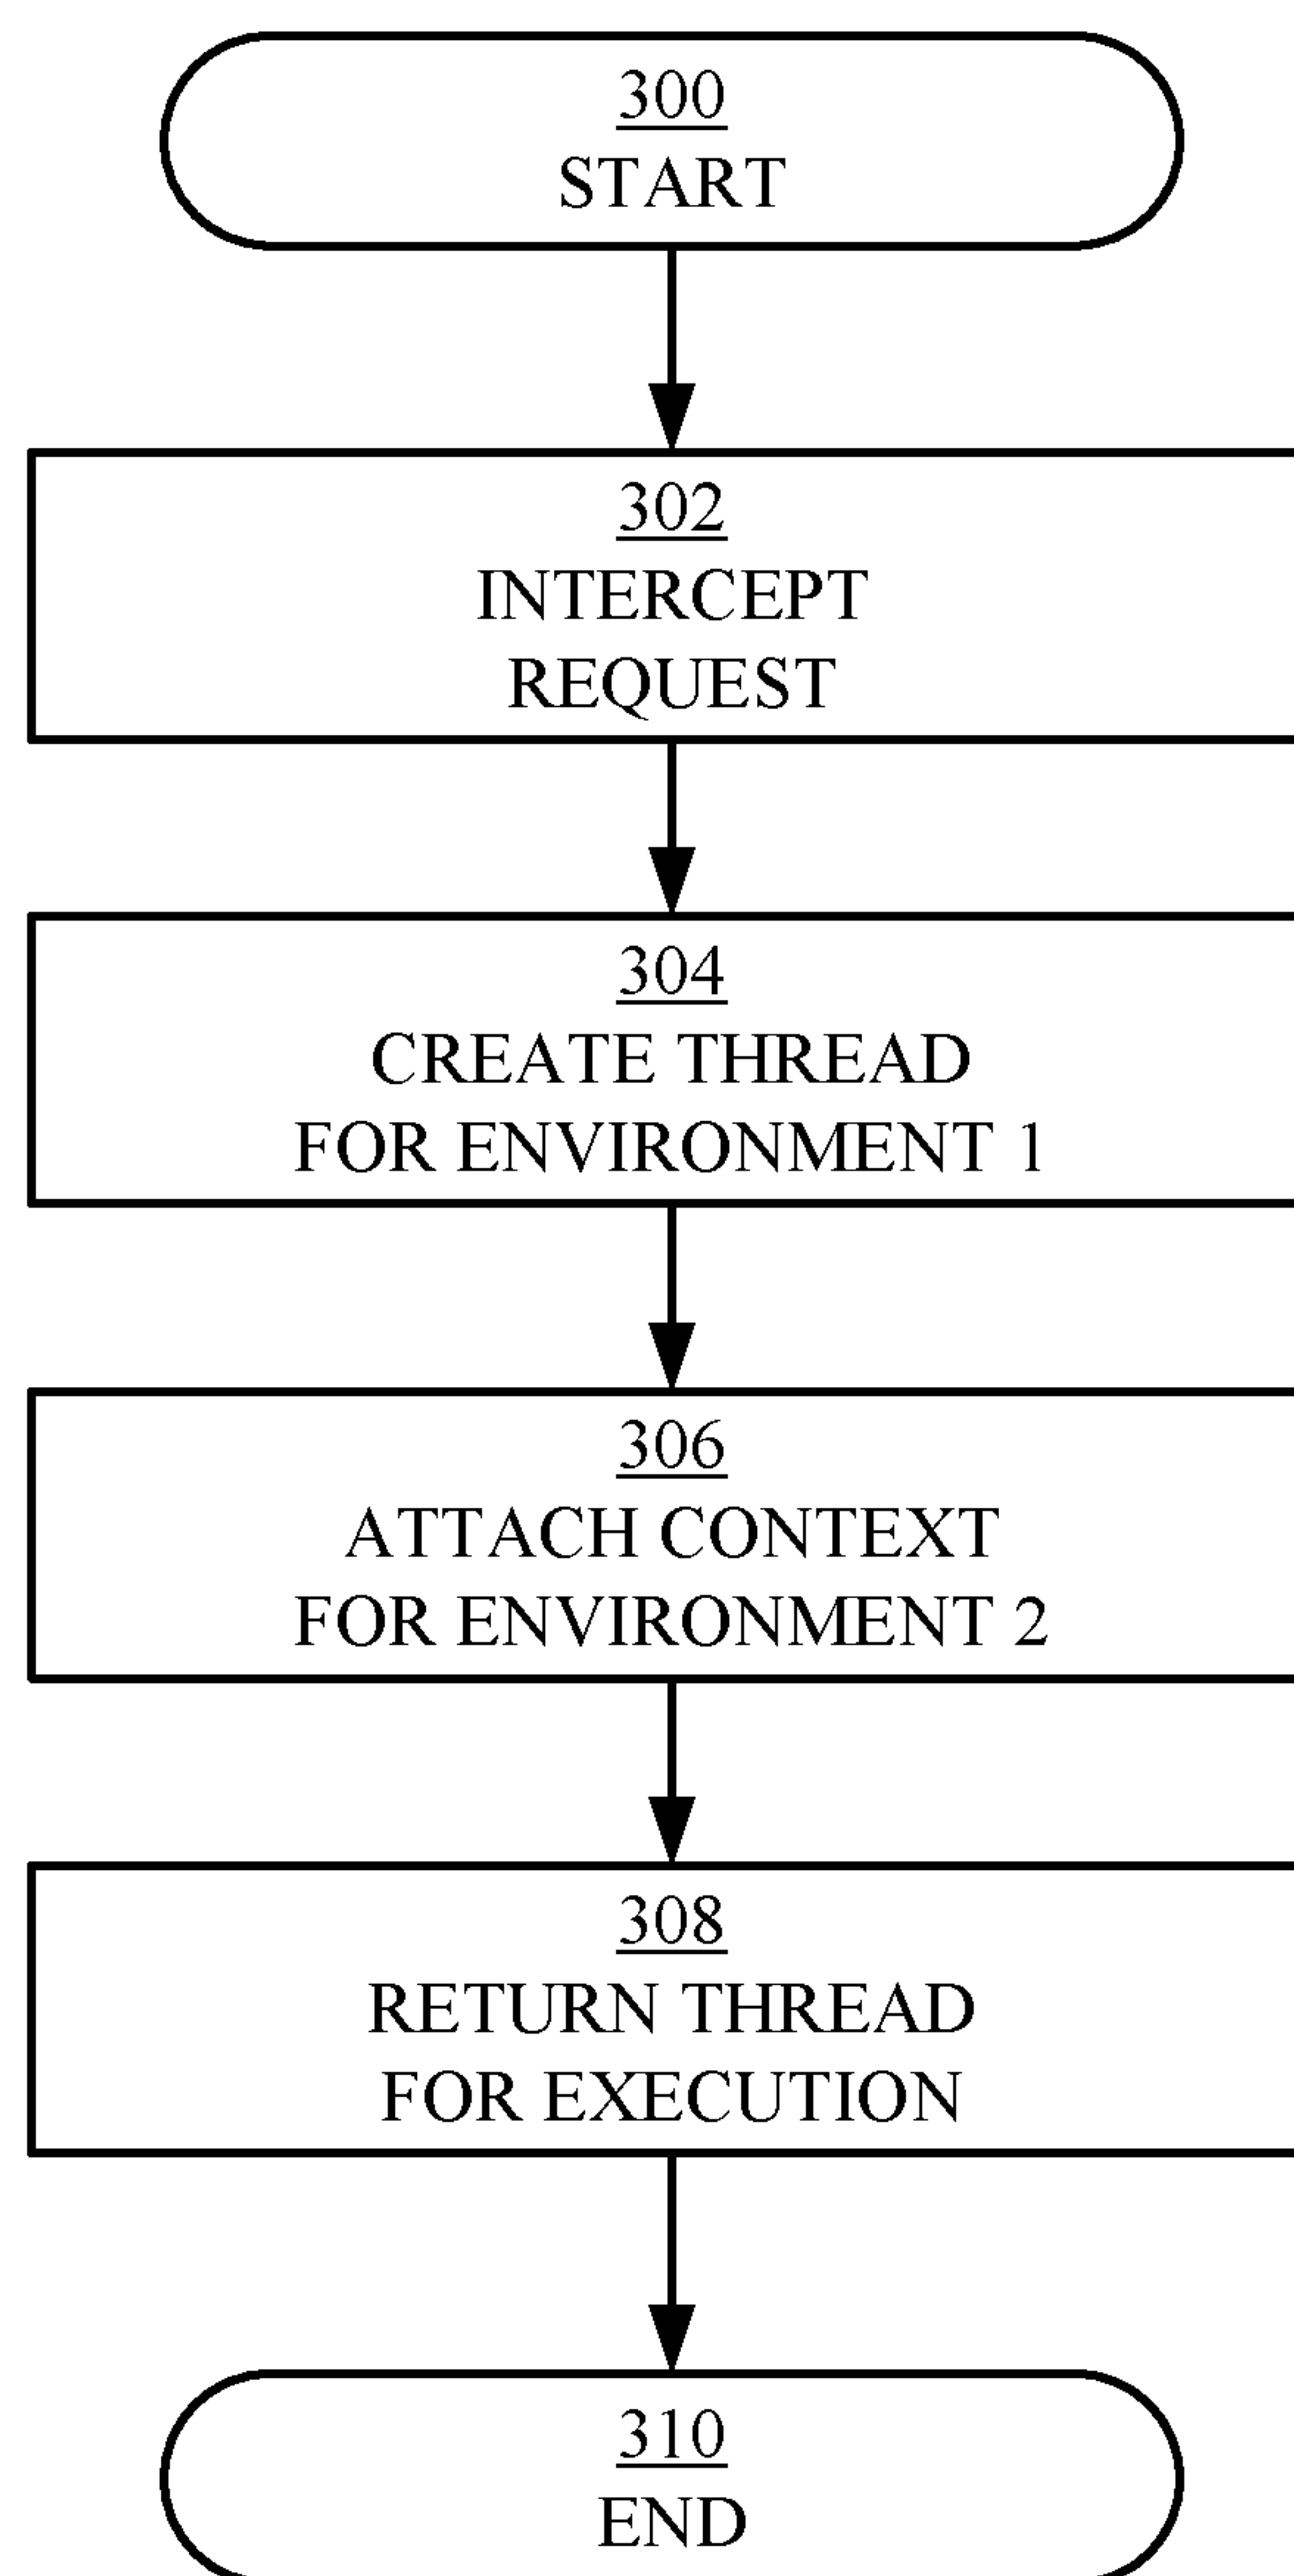 300
START
302
INTERCEPT
REQUEST
304
CREATE THREAD
FOR ENVIRONMENT 1
306
ATTACH CONTEXT
FOR ENVIRONMENT 2
308
RETURN THREAD
FOR EXECUTION
310
END